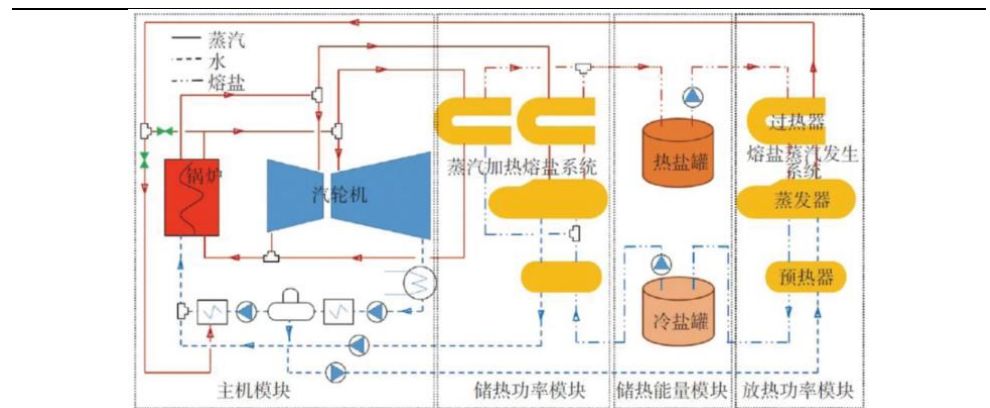 蒸汽
水
熔盐
锅炉
汽轮机
蒸汽加热熔盐系统
热盐罐
冷盐罐
过热器
熔盐蒸汽发生
系统
蒸发器
预热器
主机模块
储热功率模块
储热能量模块
放热功率模块